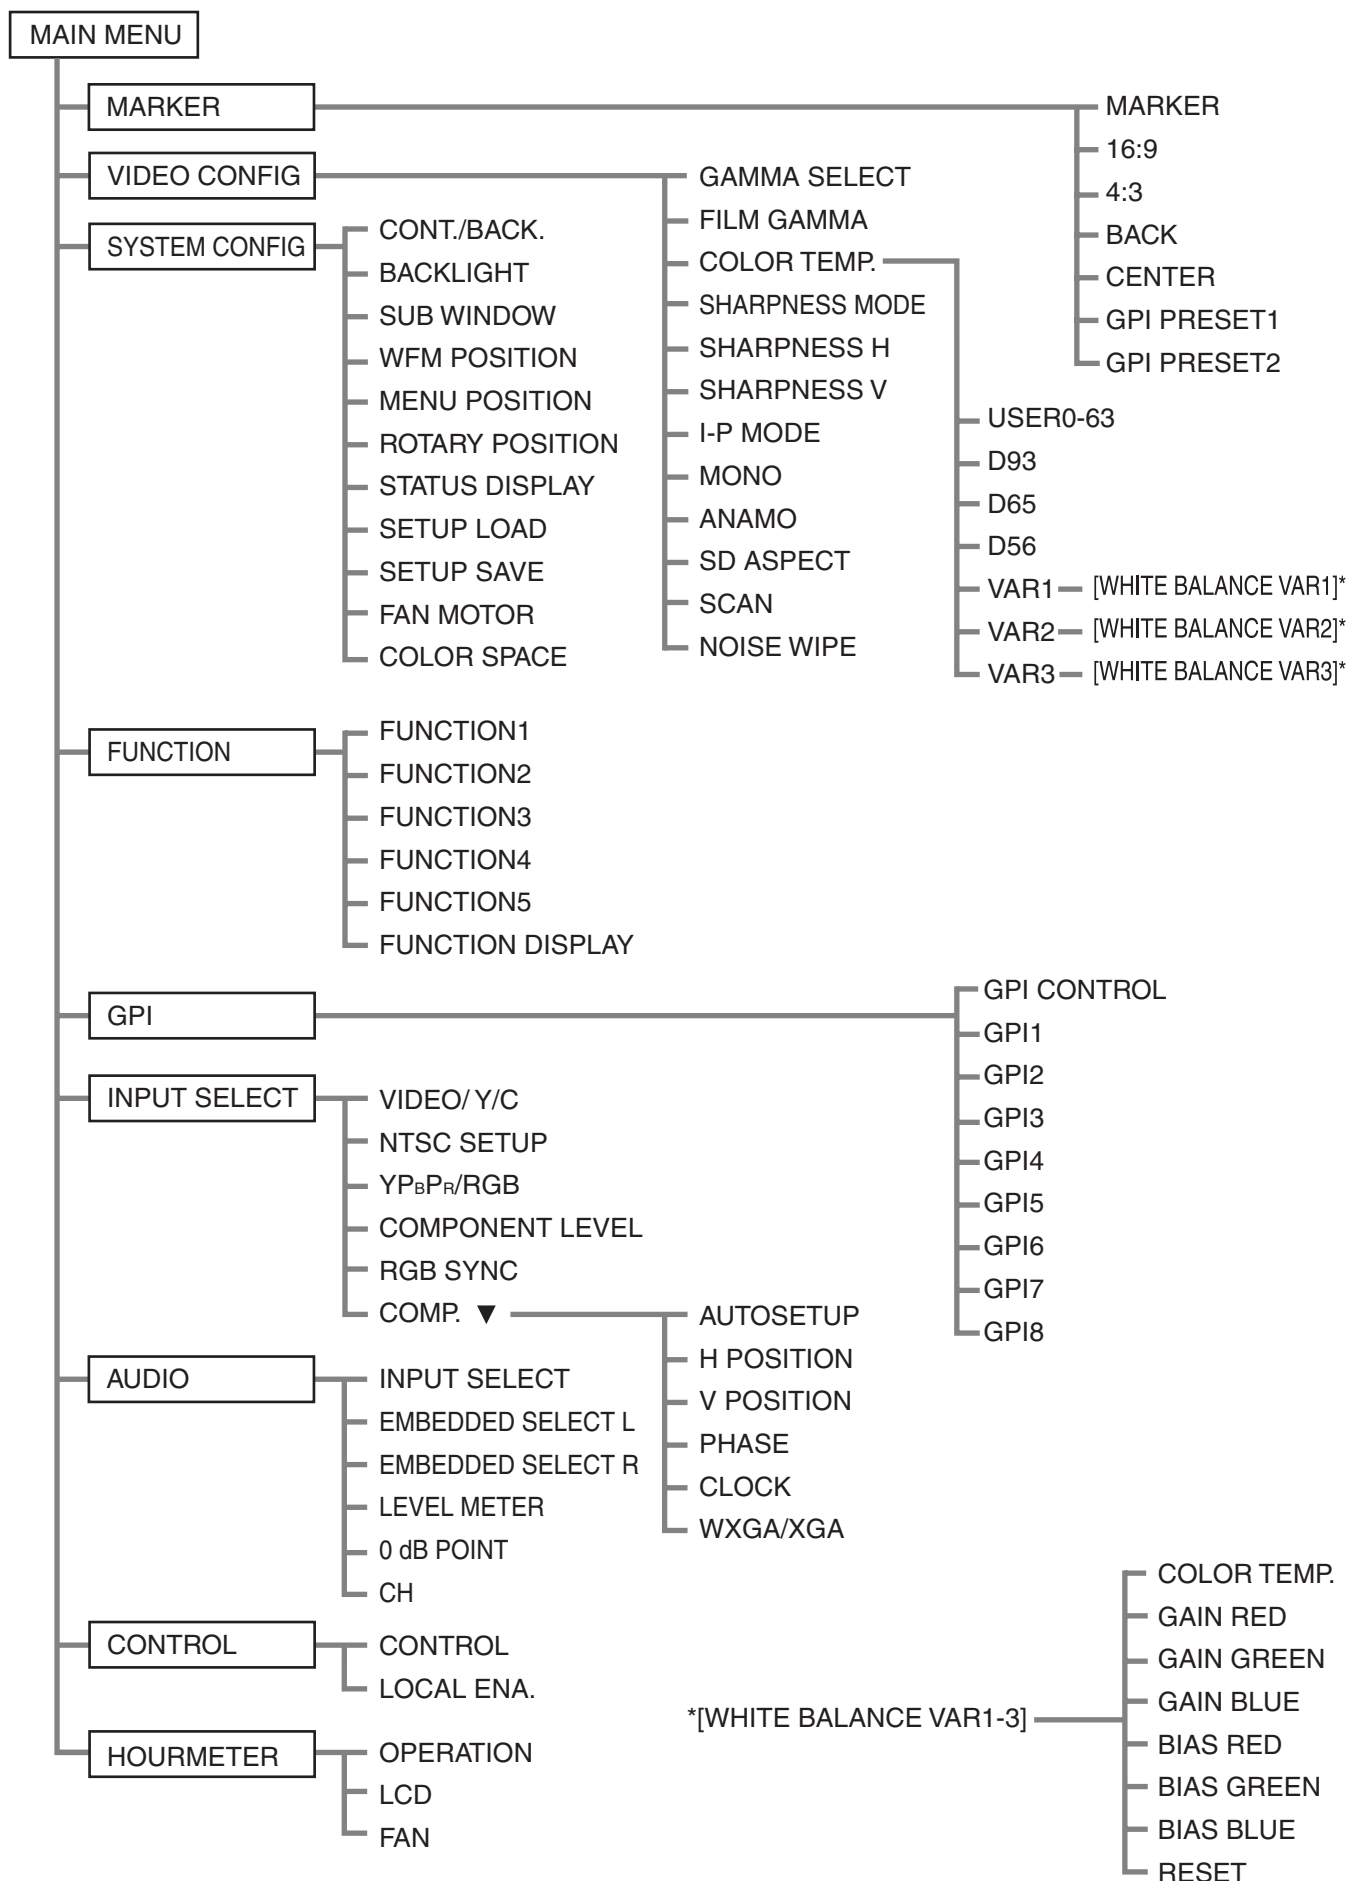 MAIN MENU
MARKER
MARKER
16:9
4:3
BACK
CENTER
GPI PRESET1
GPI PRESET2
VIDEO CONFIG
GAMMA SELECT
FILM GAMMA
COLOR TEMP.
SHARPNESS MODE
SHARPNESS H
SHARPNESS V
I-P MODE
MONO
ANAMO
SD ASPECT
SCAN
NOISE WIPE
USER0-63
D93
D65
D56
VAR1
[WHITE BALANCE VAR1]*
VAR2
[WHITE BALANCE VAR2]*
VAR3
[WHITE BALANCE VAR3]*
SYSTEM CONFIG
CONT./BACK.
BACKLIGHT
SUB WINDOW
WFM POSITION
MENU POSITION
ROTARY POSITION
STATUS DISPLAY
SETUP LOAD
SETUP SAVE
FAN MOTOR
COLOR SPACE
FUNCTION
FUNCTION1
FUNCTION2
FUNCTION3
FUNCTION4
FUNCTION5
FUNCTION DISPLAY
GPI
GPI CONTROL
GPI1
GPI2
GPI3
GPI4
GPI5
GPI6
GPI7
GPI8
INPUT SELECT
VIDEO/ Y/C
NTSC SETUP
YPBPR/RGB
COMPONENT LEVEL
RGB SYNC
COMP. ▼
AUTOSETUP
H POSITION
V POSITION
PHASE
CLOCK
WXGA/XGA
AUDIO
INPUT SELECT
EMBEDDED SELECT L
EMBEDDED SELECT R
LEVEL METER
0 dB POINT
CH
CONTROL
CONTROL
LOCAL ENA.
HOURMETER
OPERATION
LCD
FAN
*[WHITE BALANCE VAR1-3]
COLOR TEMP.
GAIN RED
GAIN GREEN
GAIN BLUE
BIAS RED
BIAS GREEN
BIAS BLUE
RESET